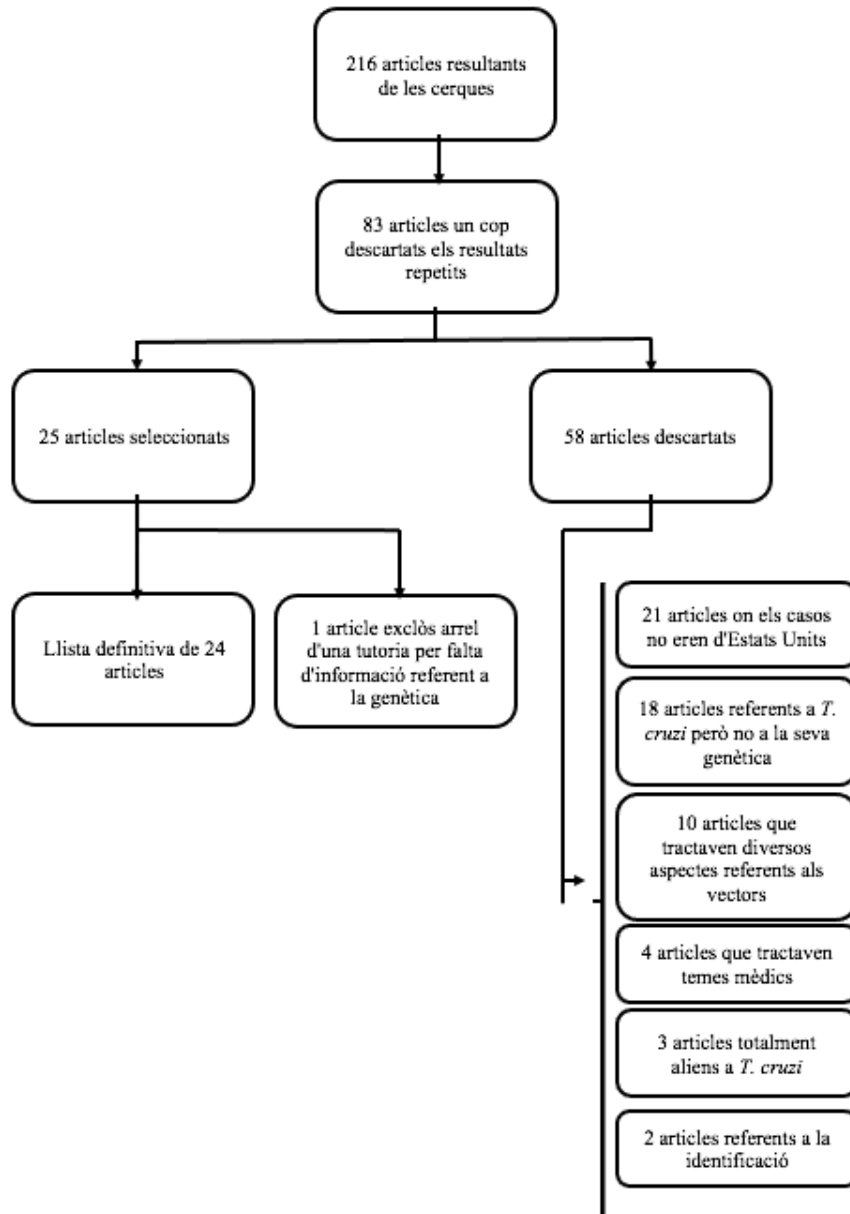 216 articles resultants
de les cerques
83 articles un cop
descartats els resultats
repetits
25 articles seleccionats
58 articles descartats
Llista definitiva de 24
articles
1 article exclòs arrel
d'una tutoria per falta
d'informació referent a
la genètica
21 articles on els casos
no eren d'Estats Units
18 articles referents a T.
cruzi però no a la seva
genètica
10 articles que
tractaven diversos
aspectes referents als
vectors
4 articles que tractaven
temes mèdics
3 articles totalment
aliens a T. cruzi
2 articles referents a la
identificació